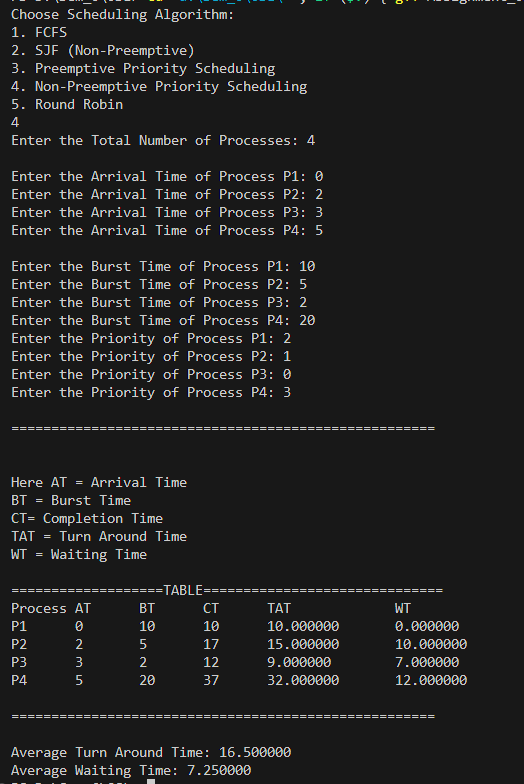 Choose Scheduling Algorithm:
1. FCFS
2. SJF (Non-Preemptive)
3. Preemptive Priority Scheduling
4. Non-Preemptive Priority Scheduling
5. Round Robin
4
Enter the Total Number of Processes: 4
Enter the Arrival Time of Process P1: 0
Enter the Arrival Time of Process P2: 2
Enter the Arrival Time of Process P3: 3
Enter the Arrival Time of Process P4: 5
Enter the Burst Time of Process P1: 10
Enter the Burst Time of Process P2: 5
Enter the Burst Time of Process P3: 2
Enter the Burst Time of Process P4: 20
Enter the Priority of Process P1: 2
Enter the Priority of Process P2: 1
Enter the Priority of Process P3: 0
Enter the Priority of Process P4: 3
=====================================================
Here AT = Arrival Time
BT = Burst Time
CT= Completion Time
TAT = Turn Around Time
WT = Waiting Time
===================TABLE==============================
Process AT BT CT TAT WT
P1 0 10 10 10.000000 0.000000
P2 2 5 17 15.000000 10.000000
P3 3 2 12 9.000000 7.000000
P4 5 20 37 32.000000 12.000000
=====================================================
Average Turn Around Time: 16.500000
Average Waiting Time: 7.250000